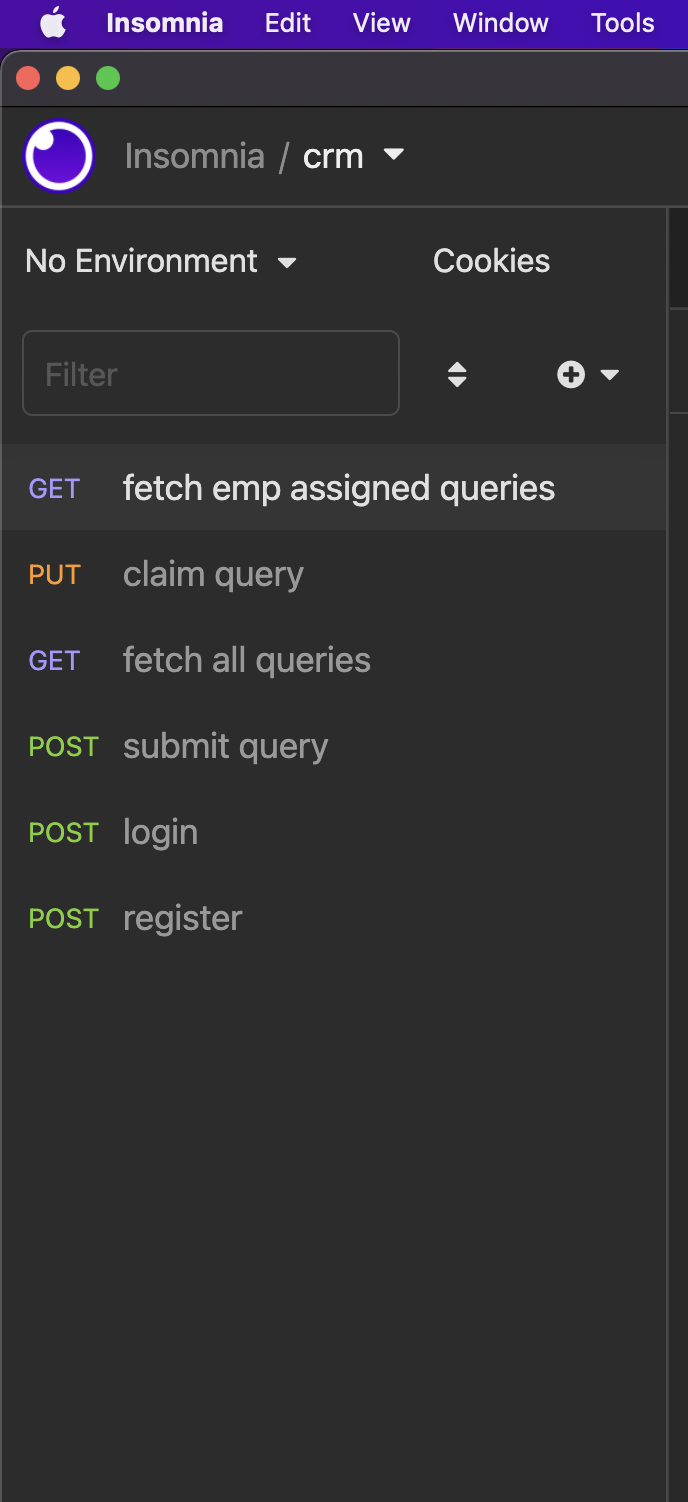 Insomnia Edit View Window Tools
Insomnia / crm
No Environment Cookies
Filter
GET fetch emp assigned queries
PUT claim query
GET fetch all queries
POST submit query
POST login
POST register